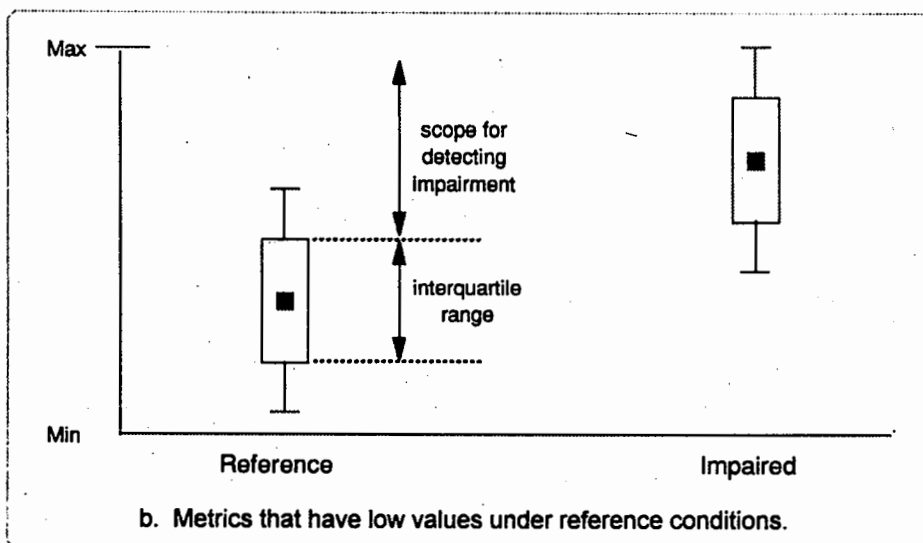 Max
scope for
detecting
impairment
interquartile
range
Min
Reference
Impaired
b. Metrics that have low values under reference conditions.